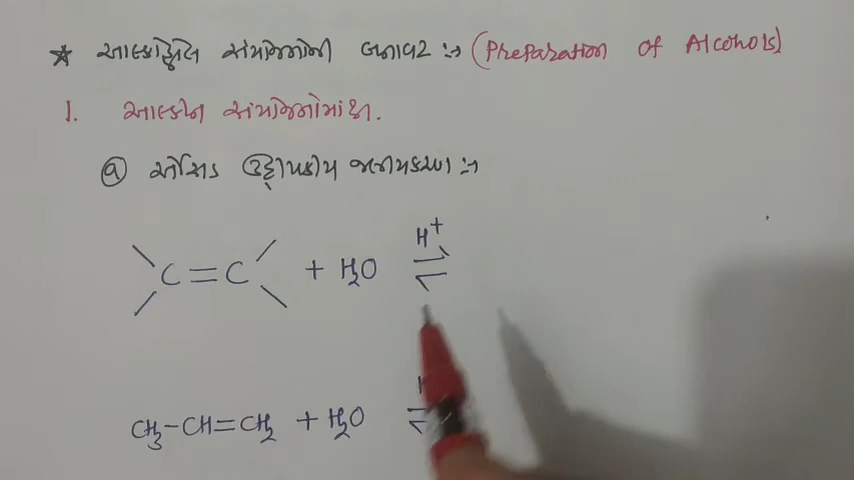 ★ આલ્કોહોલ સંયોજનોની બનાવટ :- (Preparation of Alcohols)
1. આલ્કીન સંયોજનોમાંથી.
ⓐ એસિડ ઉદ્દીપકીય જલીયકરણ :-
C=C + H₂O ⇌ H⁺
CH₃-CH=CH₂ + H₂O ⇌